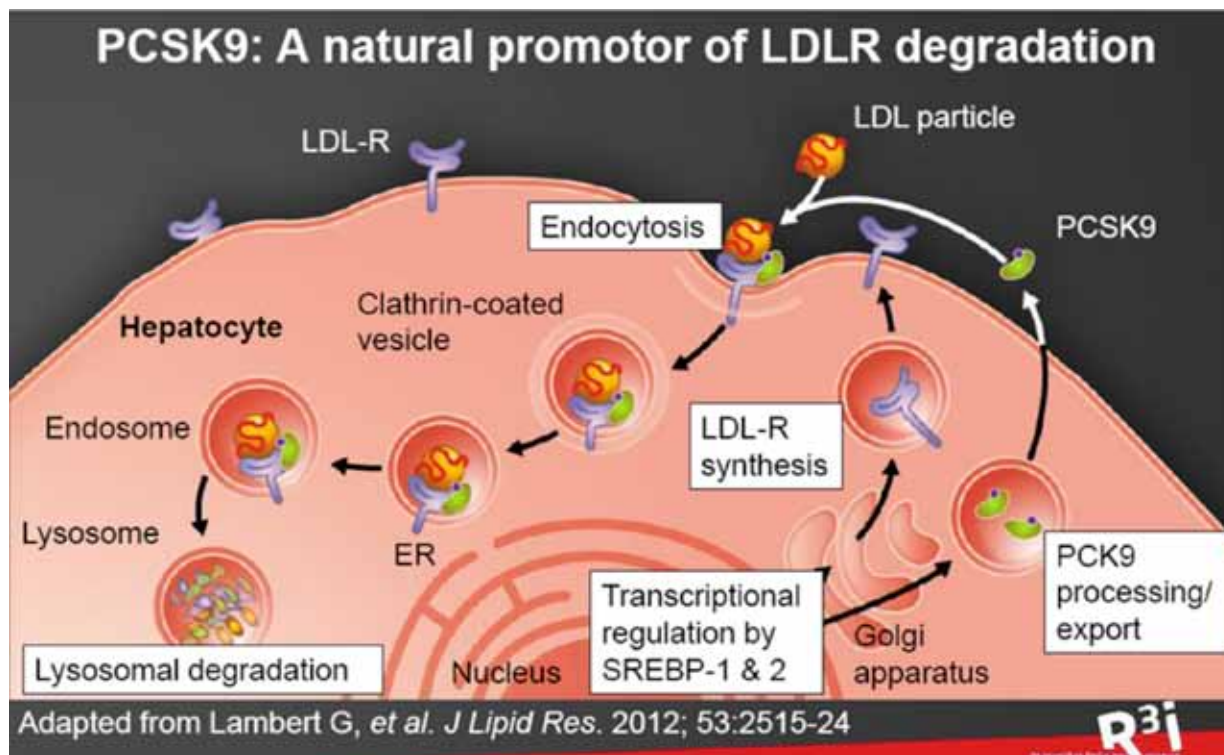 PCSK9: A natural promotor of LDLR degradation
LDL particle
LDL-R
Endocytosis
PCSK9
Clathrin-coated
vesicle
Hepatocyte
Endosome
LDL-R
synthesis
Lysosome
ER
PCK9
processing/
export
Transcriptional
regulation by
SREBP-1 & 2
Golgi
apparatus
Lysosomal degradation
Nucleus
Adapted from Lambert G, et al. J Lipid Res. 2012; 53:2515-24
R3i